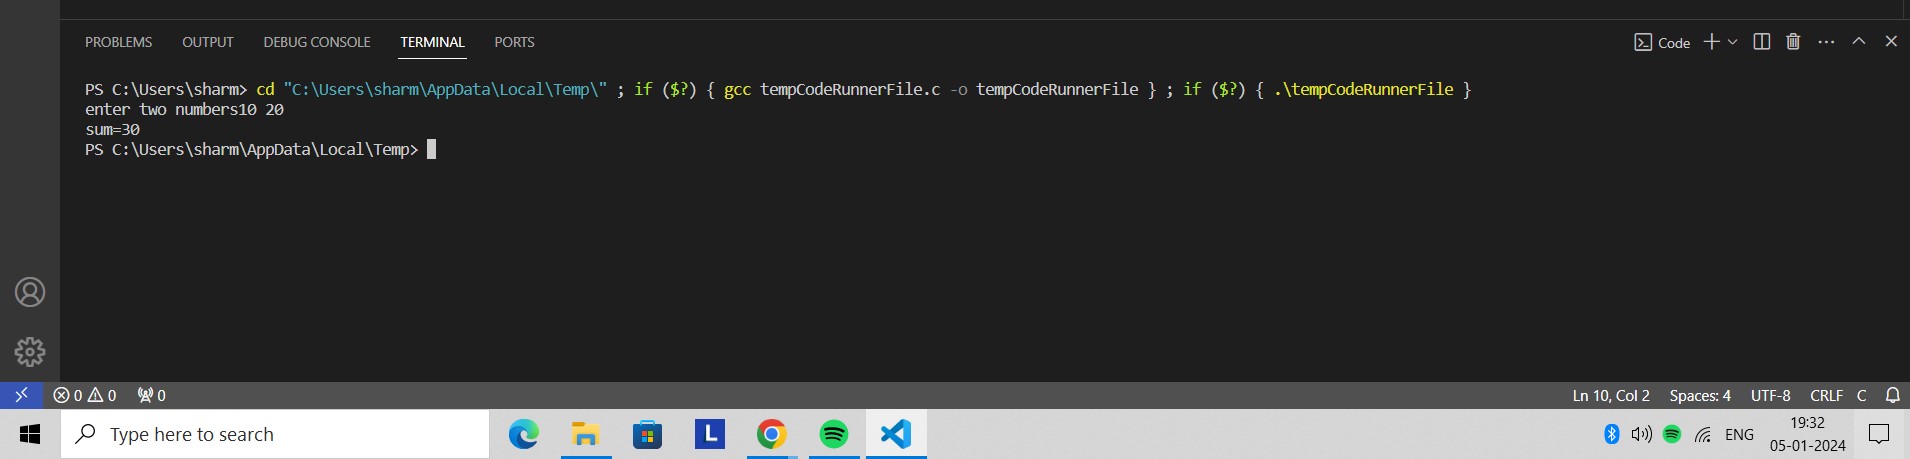 PROBLEMS OUTPUT DEBUG CONSOLE TERMINAL PORTS Code
PS C:\Users\sharm> cd "C:\Users\sharm\AppData\Local\Temp\" ; if ($?) { gcc tempCodeRunnerFile.c -o tempCodeRunnerFile } ; if ($?) { .\tempCodeRunnerFile }
enter two numbers10 20
sum=30
PS C:\Users\sharm\AppData\Local\Temp>
0 0 0 Ln 10, Col 2 Spaces: 4 UTF-8 CRLF C
Type here to search L ENG 19:32
05-01-2024